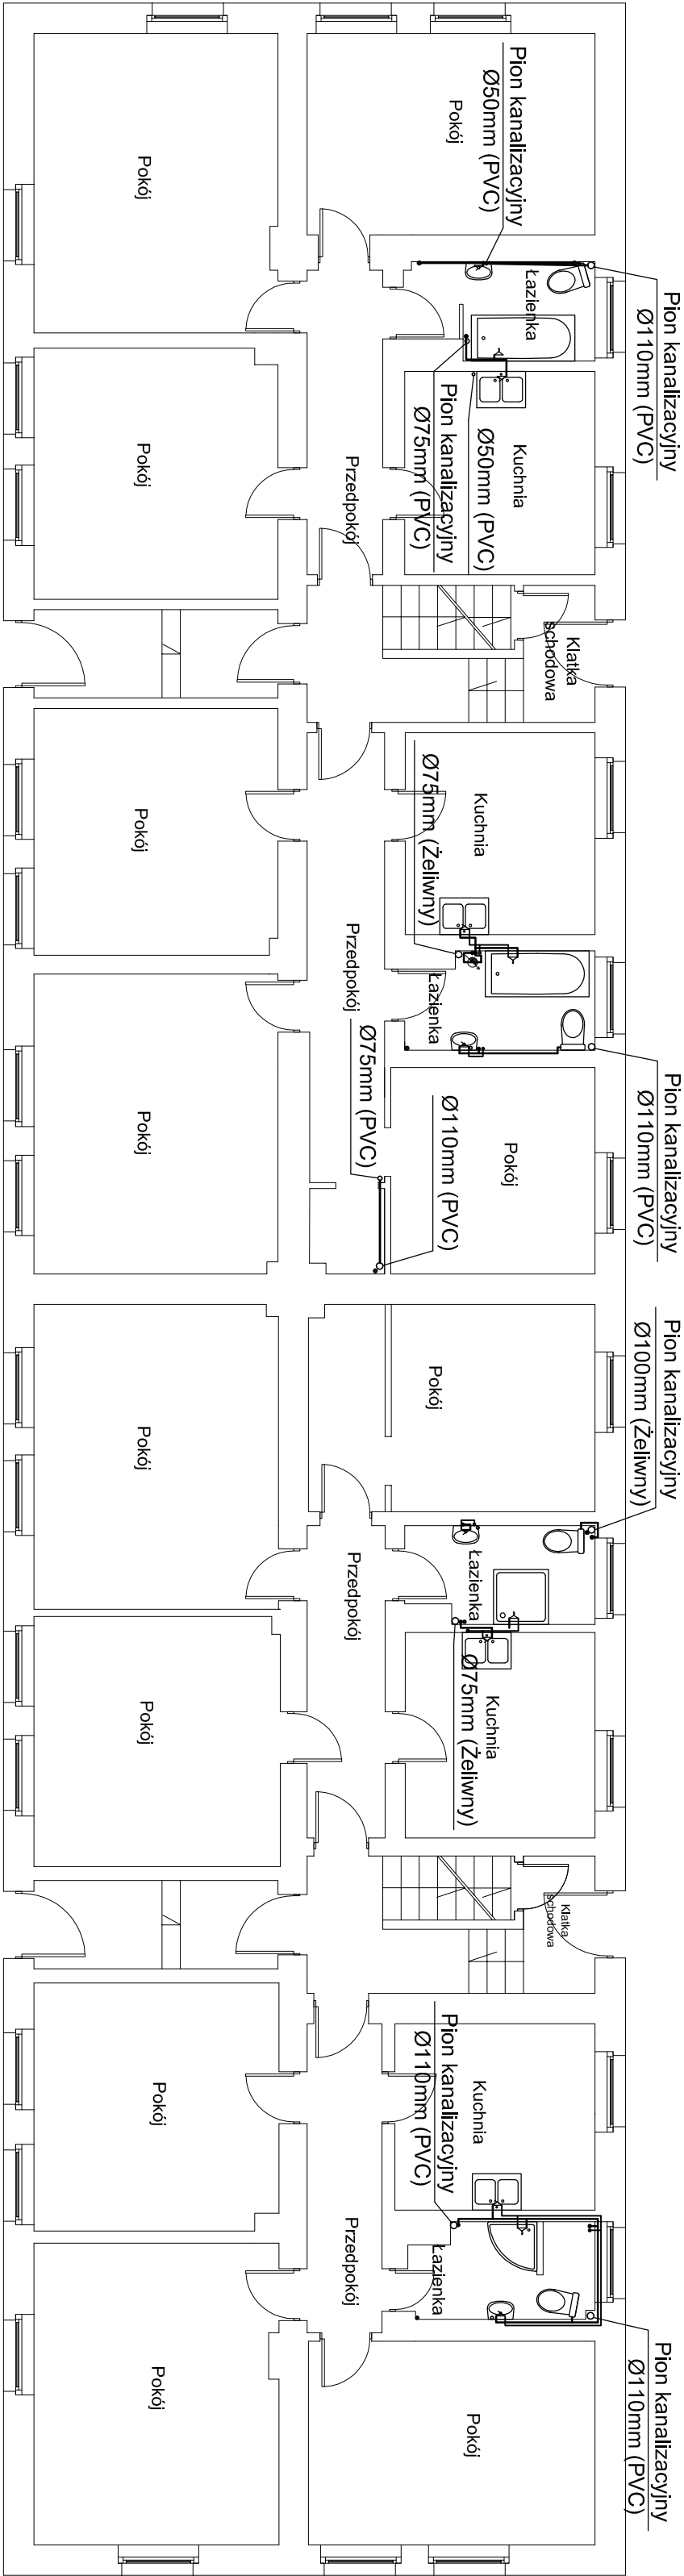 Pion kanalizacyjny
Ø50mm (PVC)
Pokój
Pokój
Łazienka
Pion kanalizacyjny
Ø110mm (PVC)
Pion kanalizacyjny
Ø75mm (PVC)
Ø50mm (PVC)
Kuchnia
Przedpokój
Pokój
Klatka
schodowa
Ø75mm (Żeliwny)
Kuchnia
Pokój
Przedpokój
Łazienka
Ø75mm (PVC)
Ø110mm (PVC)
Pion kanalizacyjny
Ø110mm (PVC)
Pokój
Pokój
Pion kanalizacyjny
Ø100mm (Żeliwny)
Pokój
Pokój
Łazienka
Przedpokój
Ø75mm (Żeliwny)
Kuchnia
Pokój
Klatka
schodowa
Pion kanalizacyjny
Ø110mm (PVC)
Kuchnia
Pokój
Przedpokój
Łazienka
Pion kanalizacyjny
Ø110mm (PVC)
Pokój
Pokój